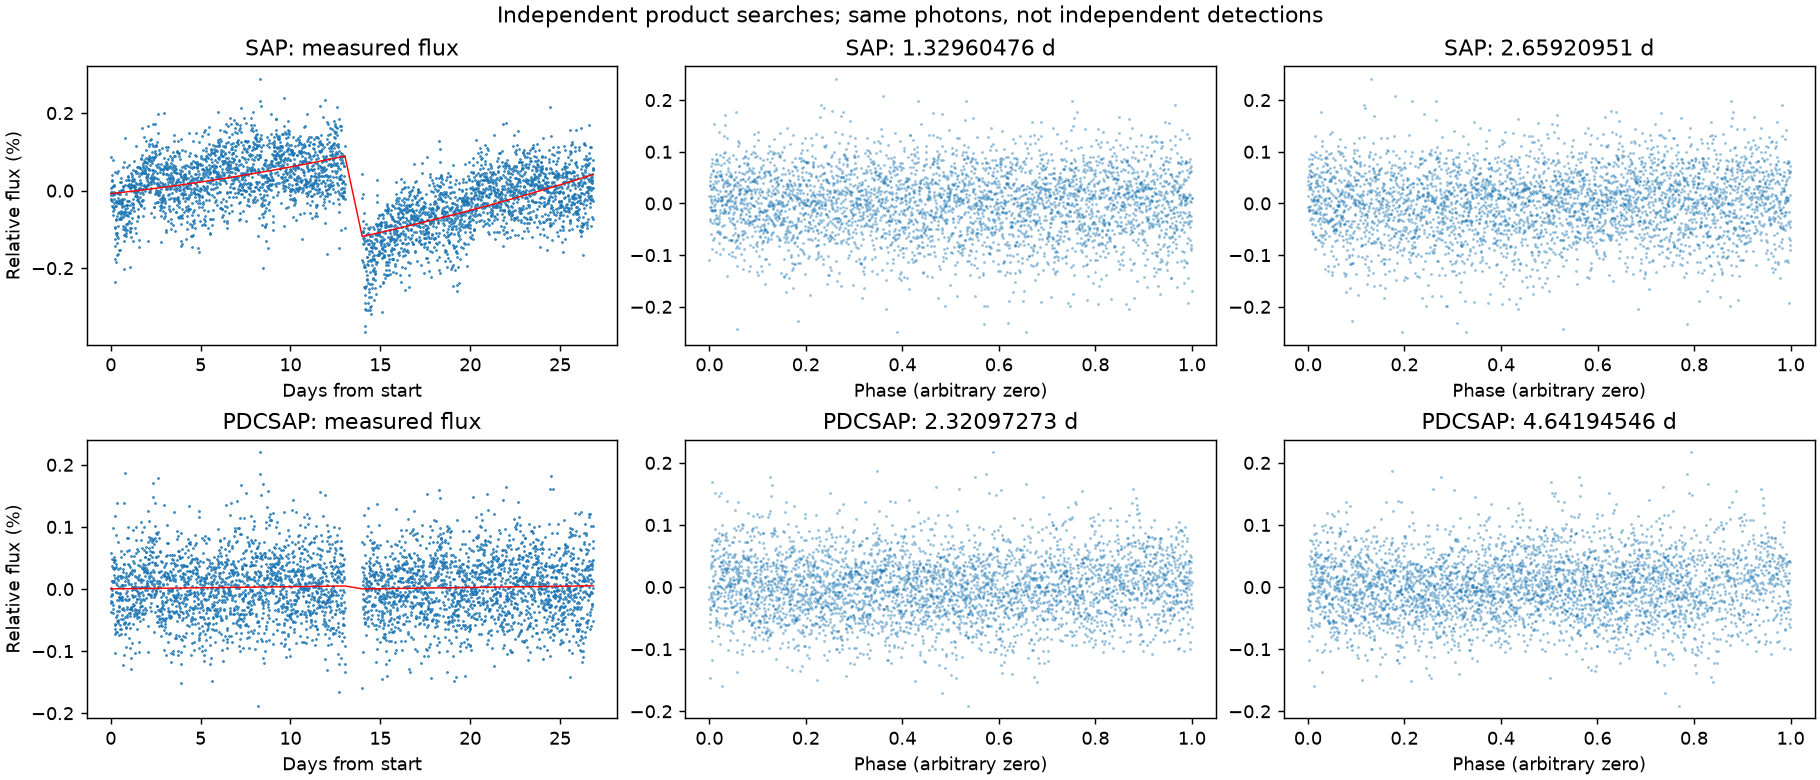 Independent product searches; same photons, not independent detections
SAP: measured flux
SAP: 1.32960476 d
SAP: 2.65920951 d
Relative flux (%)
0.2
0.0
−0.2
0 5 10 15 20 25
Days from start
0.2
0.1
0.0
−0.1
−0.2
0.0 0.2 0.4 0.6 0.8 1.0
Phase (arbitrary zero)
0.2
0.1
0.0
−0.1
−0.2
0.0 0.2 0.4 0.6 0.8 1.0
Phase (arbitrary zero)
PDCSAP: measured flux
PDCSAP: 2.32097273 d
PDCSAP: 4.64194546 d
Relative flux (%)
0.2
0.1
0.0
−0.1
−0.2
0 5 10 15 20 25
Days from start
0.2
0.1
0.0
−0.1
−0.2
0.0 0.2 0.4 0.6 0.8 1.0
Phase (arbitrary zero)
0.2
0.1
0.0
−0.1
−0.2
0.0 0.2 0.4 0.6 0.8 1.0
Phase (arbitrary zero)